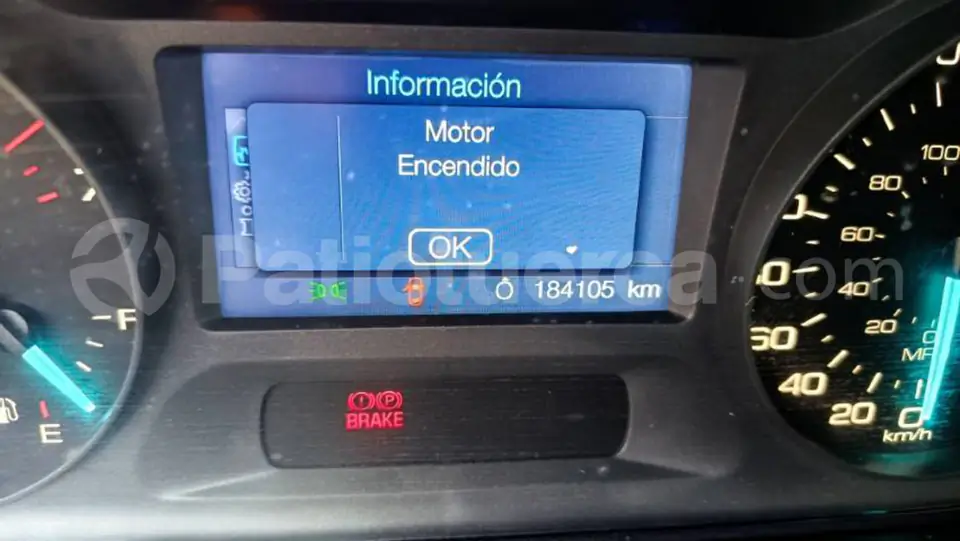 Información
Motor
Encendido
OK
184105 km
BRAKE
P
F
E
100
80
60
40
20
60
40
20
0
km/h
Patiotuerca.com